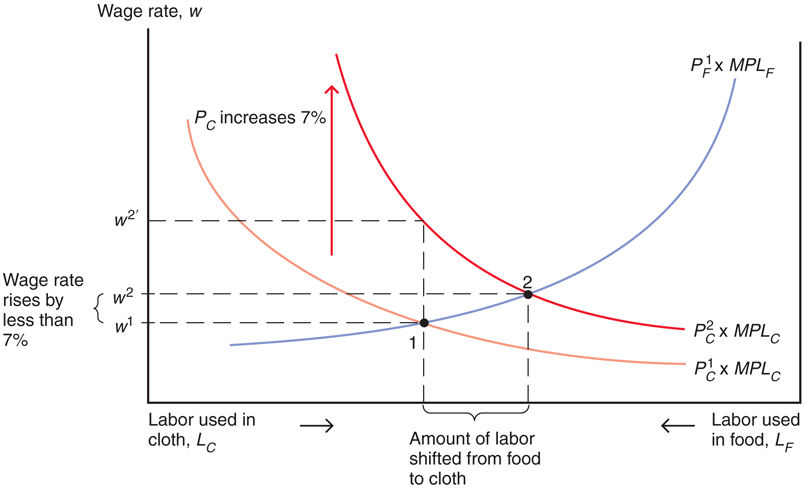 Wage rate, w
P_F^1 x MPL_F
P_C increases 7%
w^2′
Wage rate
rises by
less than
7%
w^2
w^1
2
1
P_C^2 x MPL_C
P_C^1 x MPL_C
Labor used in
cloth, L_C
Amount of labor
shifted from food
to cloth
Labor used
in food, L_F